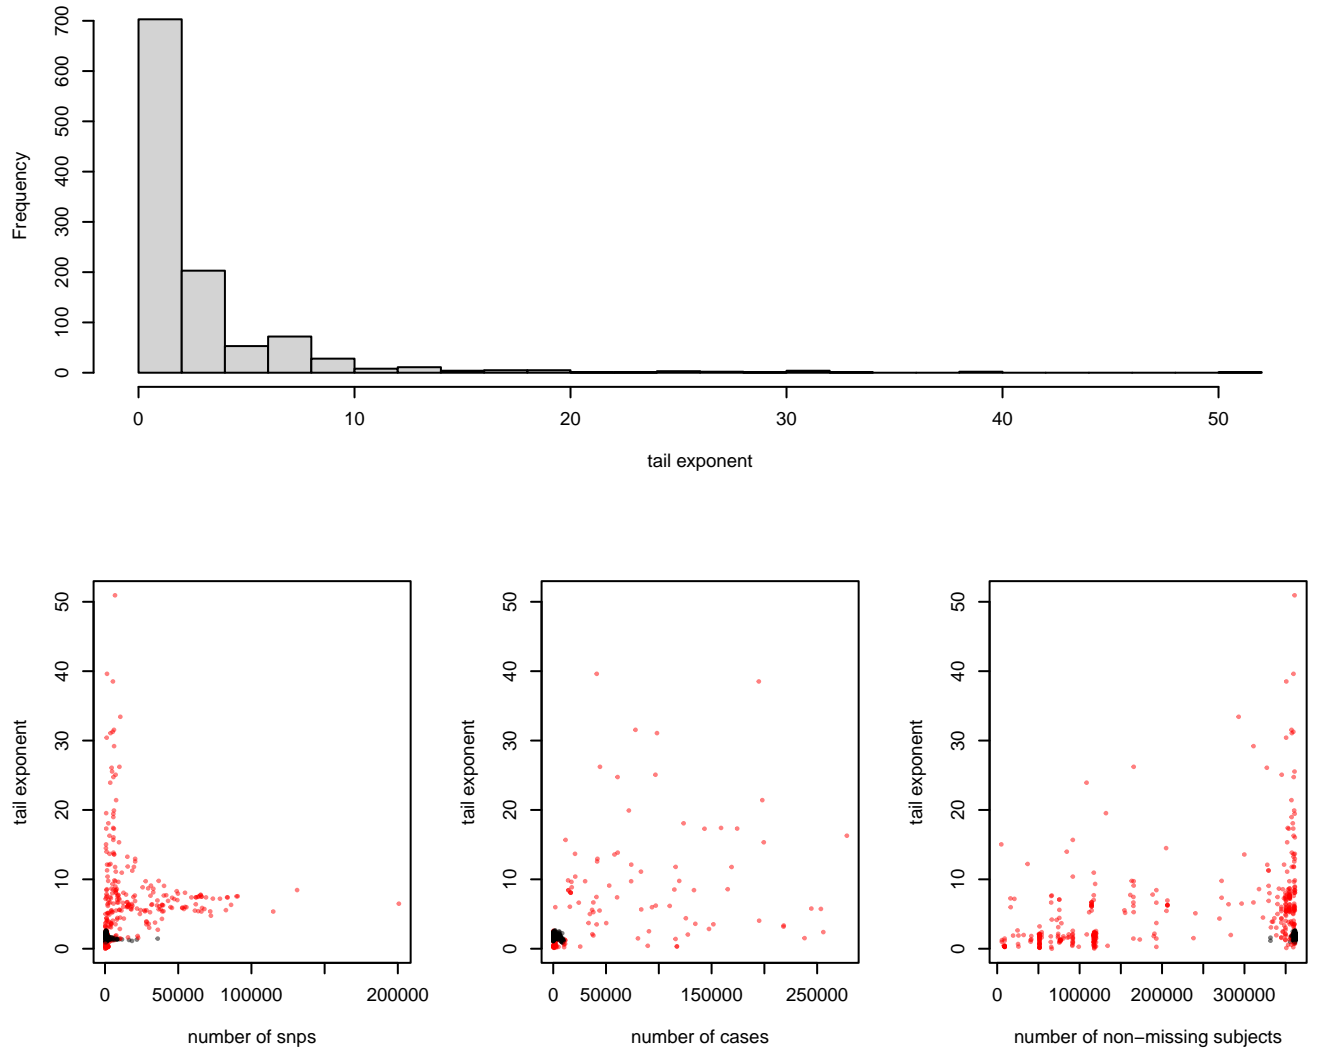 700
600
500
400
300
200
100
0
Frequency
0 10 20 30 40 50
tail exponent
50
40
30
20
10
0
tail exponent
0 50000 100000 200000
number of snps
50
40
30
20
10
0
tail exponent
0 50000 150000 250000
number of cases
50
40
30
20
10
0
tail exponent
0 100000 200000 300000
number of non−missing subjects